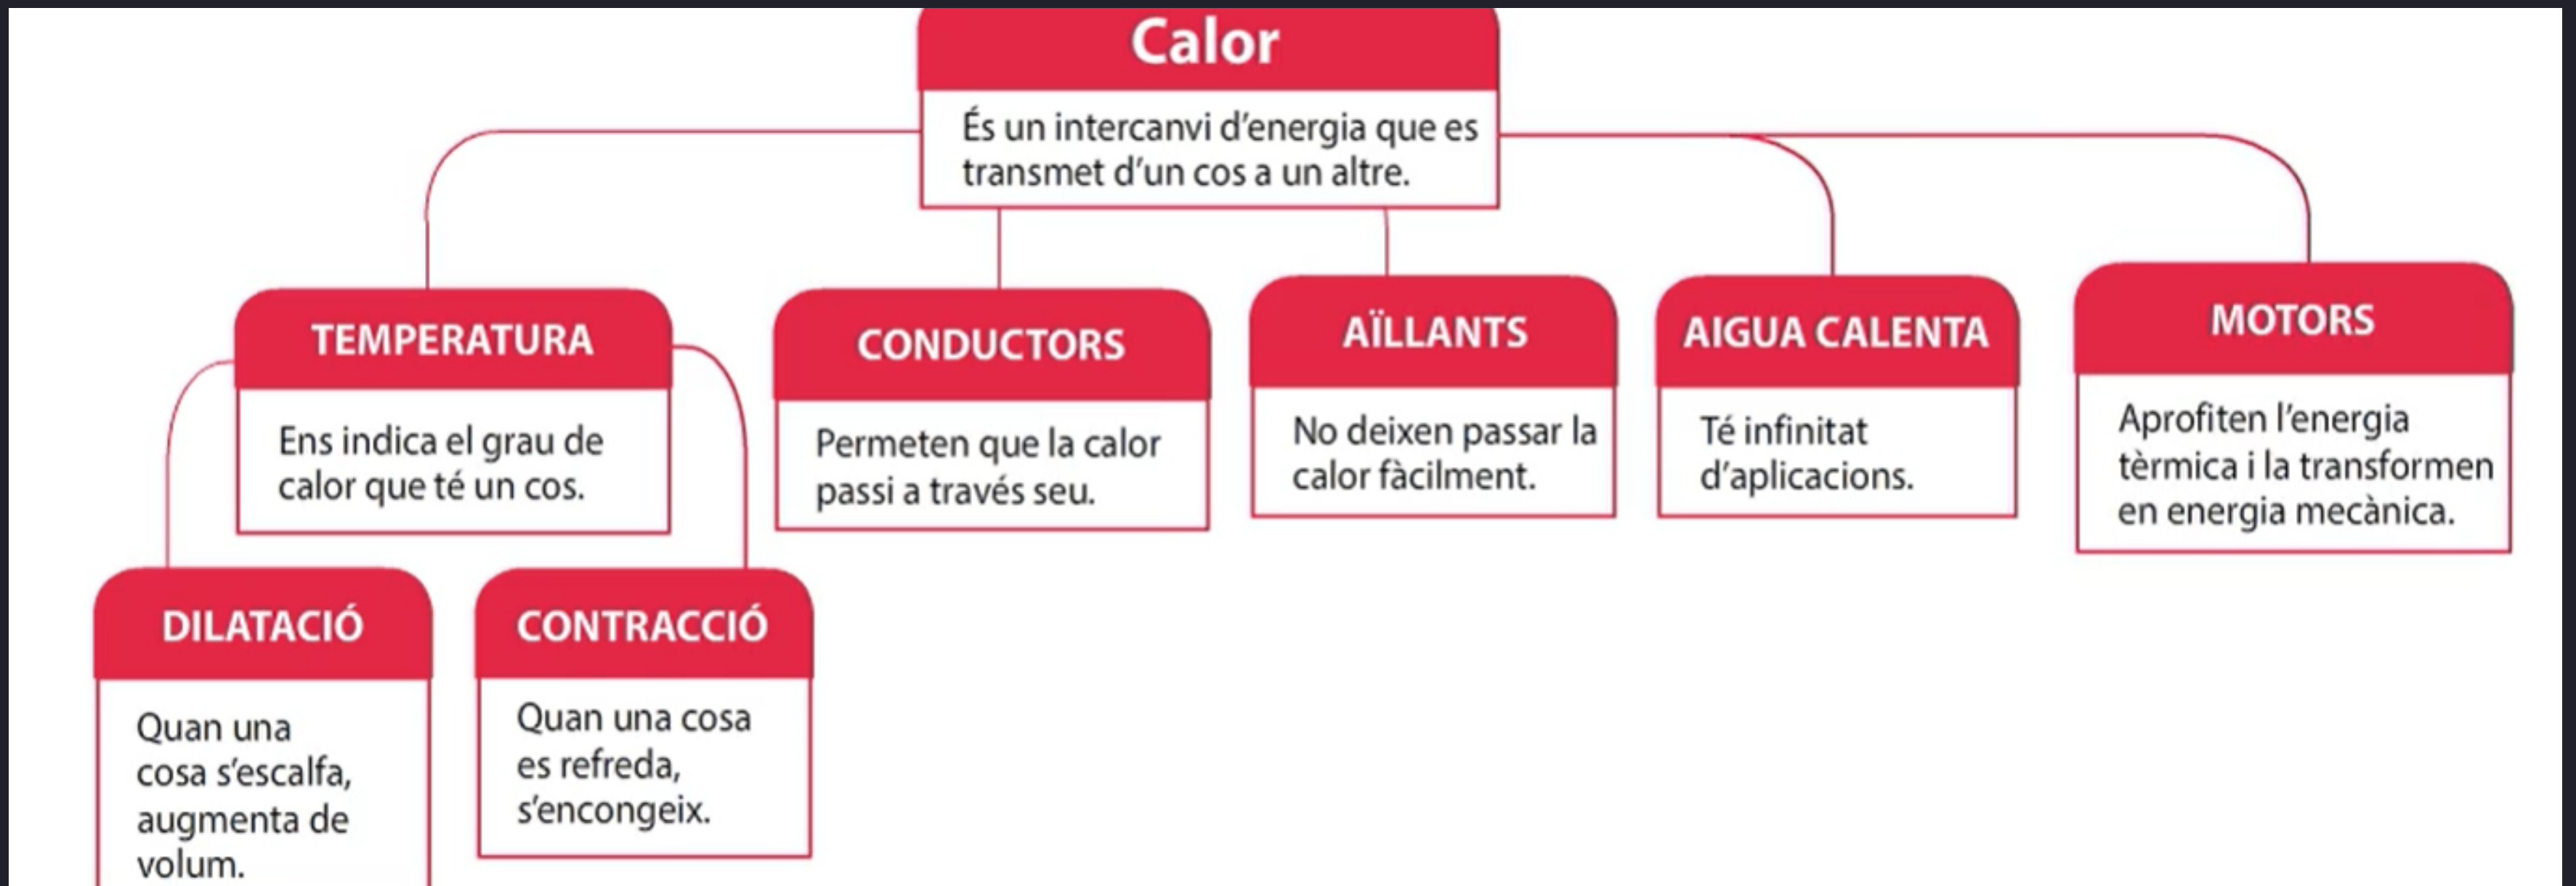 Calor
És un intercanvi d’energia que es
transmet d’un cos a un altre.
TEMPERATURA
Ens indica el grau de
calor que té un cos.
CONDUCTORS
Permeten que la calor
passi a través seu.
AÏLLANTS
No deixen passar la
calor fàcilment.
AIGUA CALENTA
Té infinitat
d’aplicacions.
MOTORS
Aprofiten l’energia
tèrmica i la transformen
en energia mecànica.
DILATACIÓ
Quan una
cosa s’escalfa,
augmenta de
volum.
CONTRACCIÓ
Quan una cosa
es refreda,
s’encongeix.